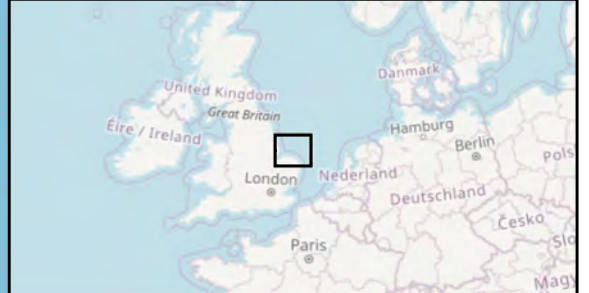 Danmark
United Kingdom
Great Britain
Éire / Ireland
Hamburg
Berlin
Pols
London
Nederland
Deutschland
Česko
Slo
Paris
Magy